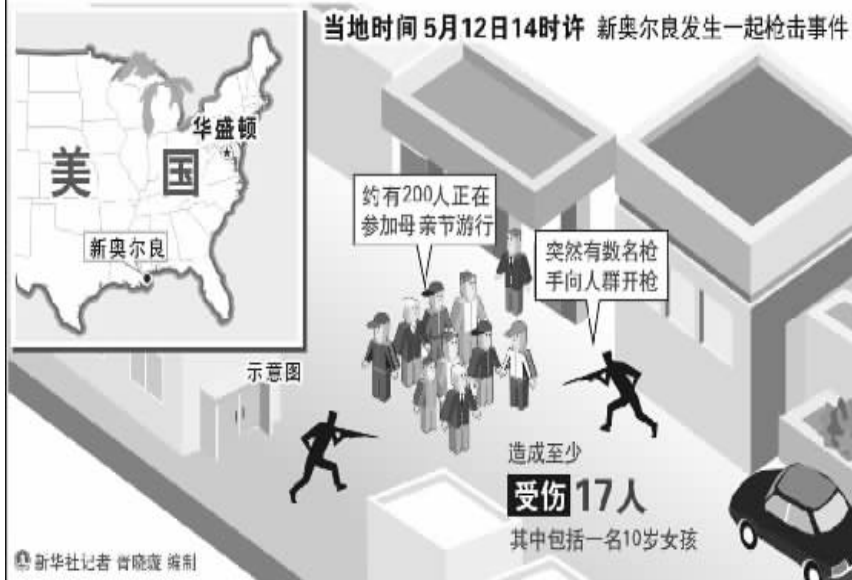 当地时间 5月12日14时许 新奥尔良发生一起枪击事件
华盛顿
美 国
新奥尔良
约有200人正在
参加母亲节游行
突然有数名枪
手向人群开枪
示意图
造成至少
受伤 17人
其中包括一名10岁女孩
新华社记者 编制